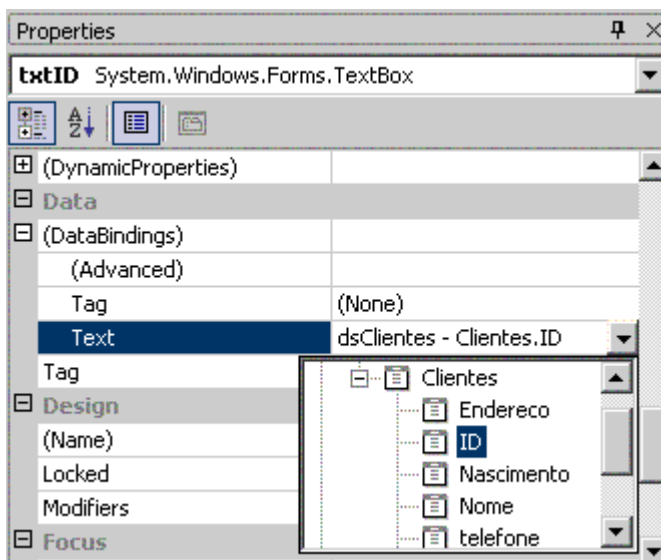 Properties
txtID System.Windows.Forms.TextBox
A
Z
(DynamicProperties)
Data
(DataBindings)
(Advanced)
Tag (None)
Text dsClientes - Clientes.ID
Tag
Clientes
Design
Endereco
(Name)
ID
Locked
Nascimento
Modifiers
Nome
Focus
telefone